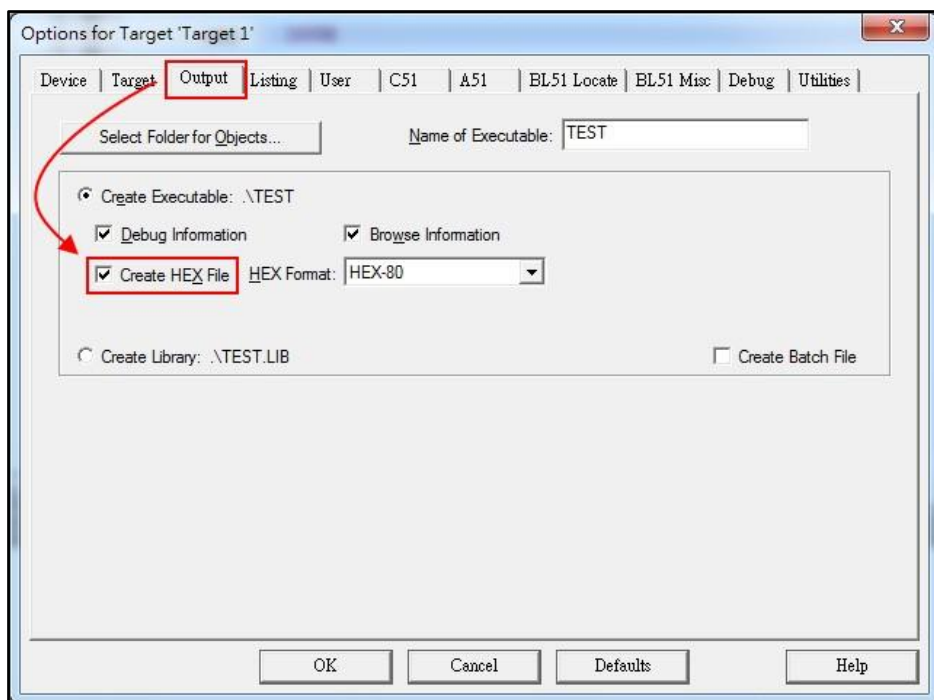 Options for Target 'Target 1'
Device | Target | Output | Listing | User | C51 | A51 | BL51 Locate | BL51 Misc | Debug | Utilities
Select Folder for Objects... Name of Executable: TEST
Create Executable: .\TEST
Debug Information Browse Information
Create HEX File HEX Format: HEX-80
Create Library: .\TEST.LIB Create Batch File
OK Cancel Defaults Help